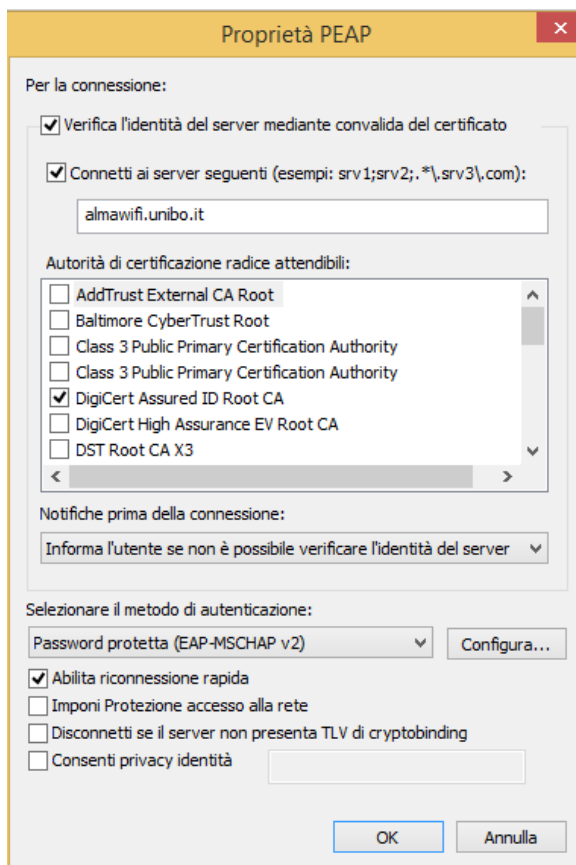 Proprietà PEAP
Per la connessione:
Verifica l'identità del server mediante convalida del certificato
Connetti ai server seguenti (esempi: srv1;srv2;.*\.srv3\.com):
almawifi.unibo.it
Autorità di certificazione radice attendibili:
AddTrust External CA Root
Baltimore CyberTrust Root
Class 3 Public Primary Certification Authority
Class 3 Public Primary Certification Authority
DigiCert Assured ID Root CA
DigiCert High Assurance EV Root CA
DST Root CA X3
Notifiche prima della connessione:
Informa l'utente se non è possibile verificare l'identità del server
Selezionare il metodo di autenticazione:
Password protetta (EAP-MSCHAP v2) Configura...
Abilita riconnessione rapida
Imponi Protezione accesso alla rete
Disconnetti se il server non presenta TLV di cryptobinding
Consenti privacy identità
OK Annulla